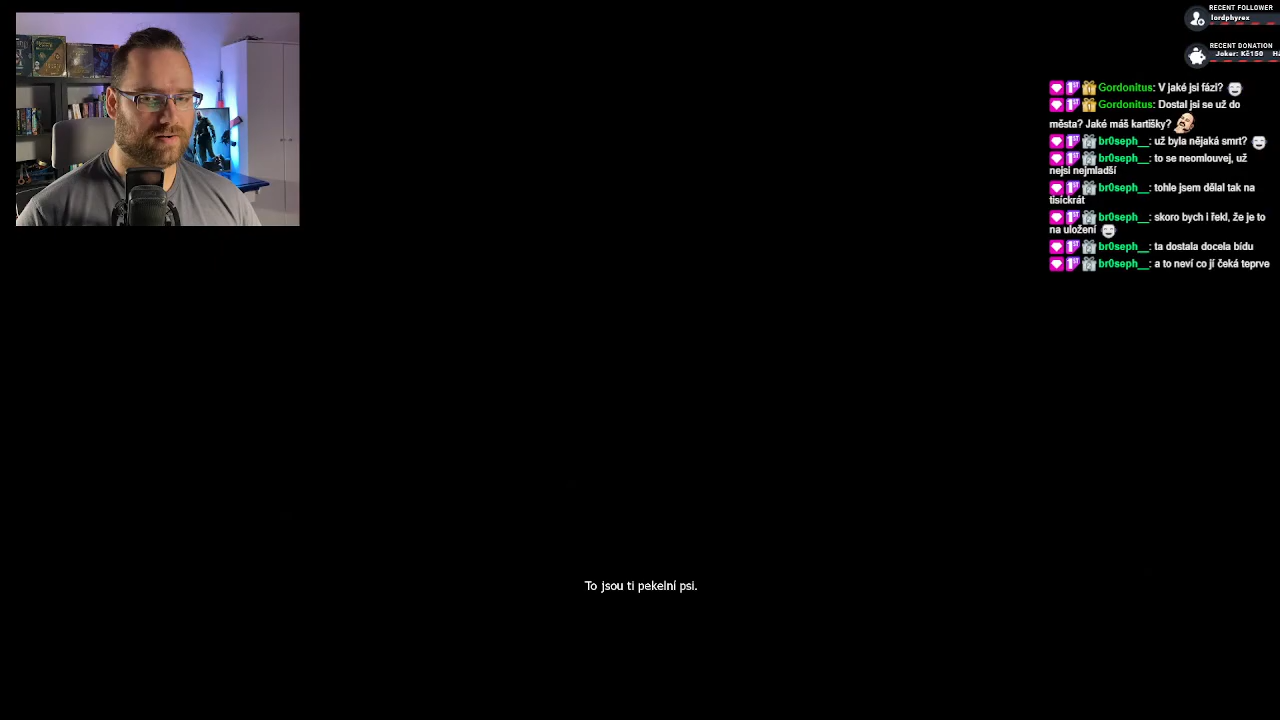 RECENT FOLLOWER
lordphyrex
RECENT DONATION
Joker: Kč150
Gordonitus: V jaké jsi fázi?
Gordonitus: Dostal jsi se už do
města? Jaké máš kartišky?
br0seph__: už byla nějaká smrt?
br0seph__: to se neomlouvej, už
nejsi nejmladší
br0seph__: tohle jsem dělal tak na
tisíckrát
br0seph__: skoro bych i řekl, že je to
na uložení
br0seph__: ta dostala docela bídu
br0seph__: a to neví co jí čeká teprve
To jsou ti pekelní psi.